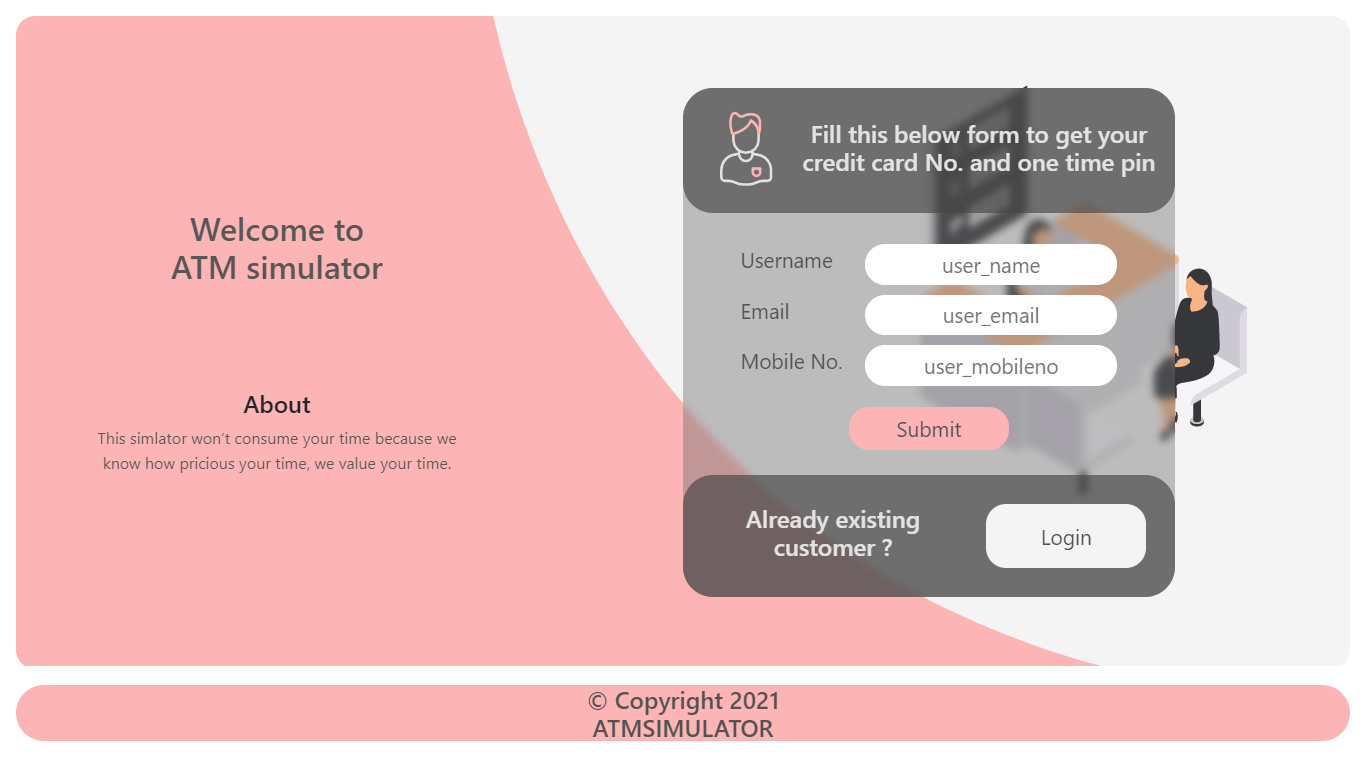 Welcome to
ATM simulator
About
This simlator won't consume your time because we
know how pricious your time, we value your time.
Fill this below form to get your
credit card No. and one time pin
Username
user_name
Email
user_email
Mobile No.
user_mobileno
Submit
Already existing
customer ?
Login
© Copyright 2021
ATMSIMULATOR